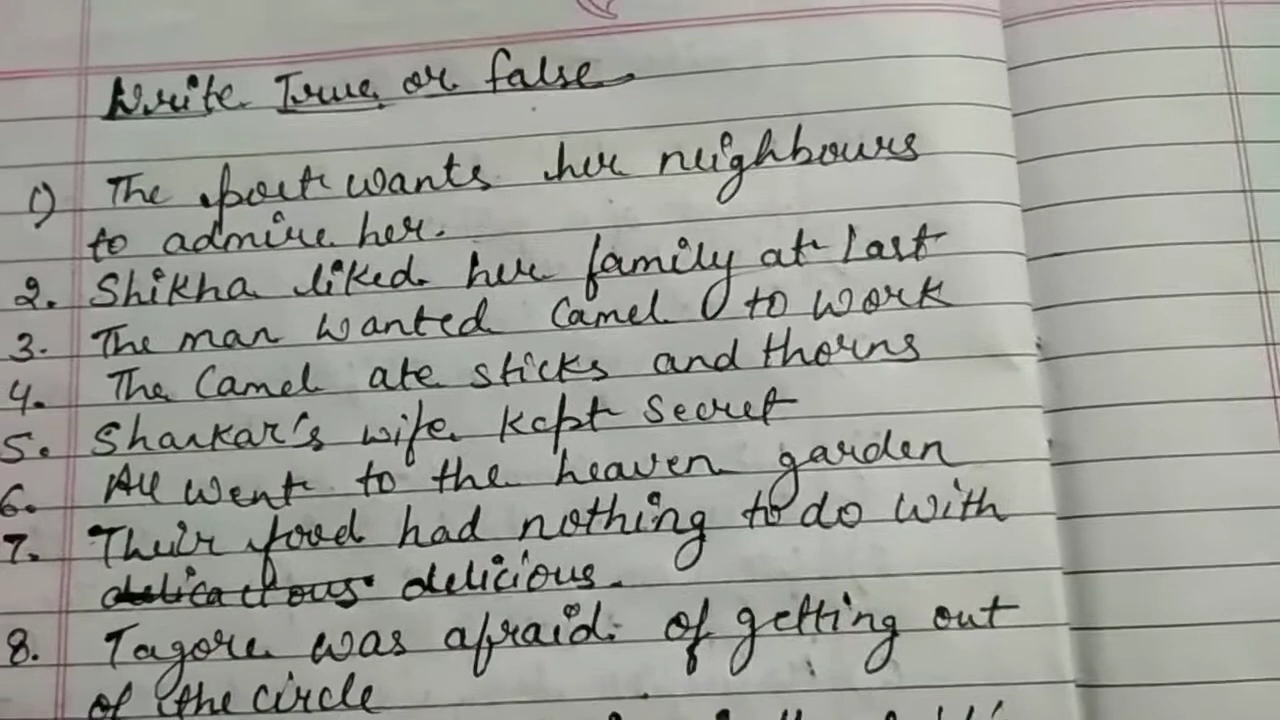 Write True or false
1) The poet wants her neighbours
to admire her.
2. Shikha liked her family at last
3. The man wanted Camel to work
4. The Camel ate sticks and thorns
5. Shankar's wife kept secret
6. All went to the heaven garden
7. Their food had nothing to do with
delicious.
8. Tagore was afraid of getting out
of the circle